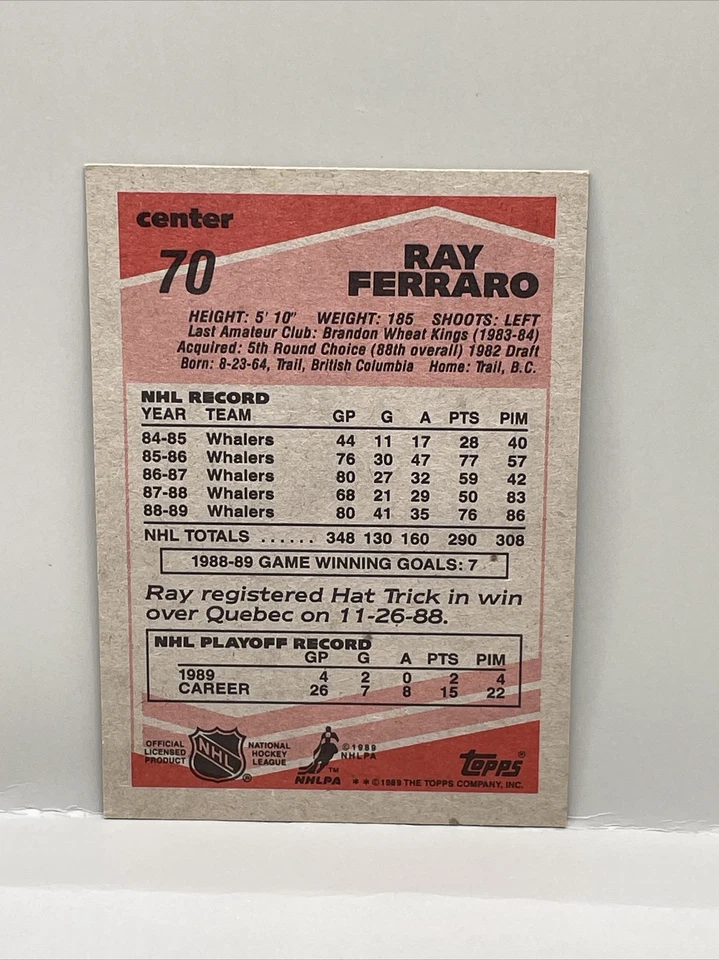 center
70
RAY
FERRARO
HEIGHT: 5' 10" WEIGHT: 185 SHOOTS: LEFT
Last Amateur Club: Brandon Wheat Kings (1983-84)
Acquired: 5th Round Choice (88th overall) 1982 Draft
Born: 8-23-64, Trail, British Columbia Home: Trail, B.C.
NHL RECORD
YEAR TEAM GP G A PTS PIM
84-85 Whalers 44 11 17 28 40
85-86 Whalers 76 30 47 77 57
86-87 Whalers 80 27 32 59 42
87-88 Whalers 68 21 29 50 83
88-89 Whalers 80 41 35 76 86
NHL TOTALS ...... 348 130 160 290 308
1988-89 GAME WINNING GOALS: 7
Ray registered Hat Trick in win
over Quebec on 11-26-88.
NHL PLAYOFF RECORD
GP G A PTS PIM
1989 4 2 0 2 4
CAREER 26 7 8 15 22
OFFICIAL
LICENSED
PRODUCT
NHL
®
NATIONAL
HOCKEY
LEAGUE
©1989
NHLPA
™
NHLPA
TOPPS®
* * ©1989 THE TOPPS COMPANY, INC.